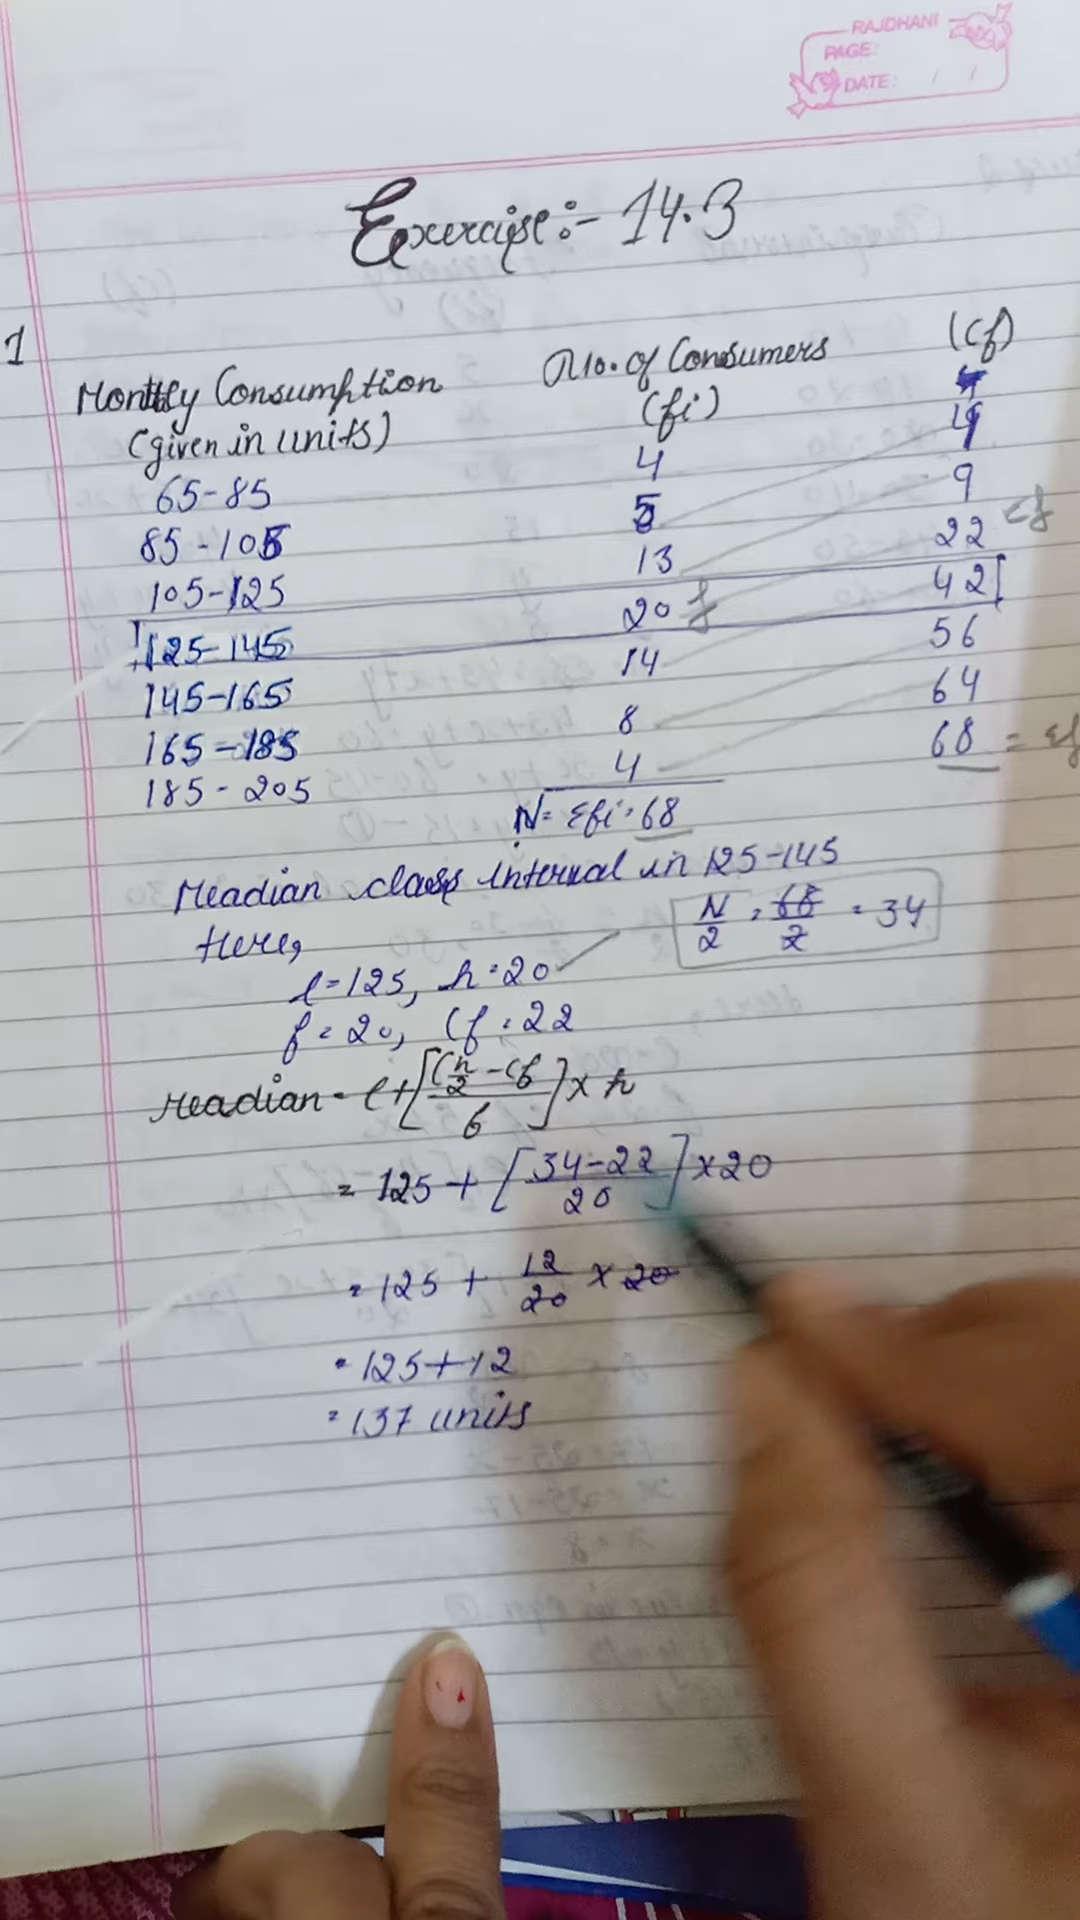 RAJDHANI
PAGE:
DATE: / /
Exercise:- 14.3
1
Monthly Consumption No. of Consumers (Cf)
(given in units) (fi)
65-85 4 4
85-105 5 9
105-125 13 22 cf
125-145 20 f 42
145-165 14 56
165-185 8 64
185-205 4 68 =
N= Σfi = 68
Meadian class interval in 125-145
Here, N/2 = 68/2 = 34
l=125, h=20
f=20, Cf=22
Meadian = l+[(n/2 -Cf/f]×h
= 125 + [34-22/20]×20
= 125 + 12/20 × 20
= 125+12
= 137 units